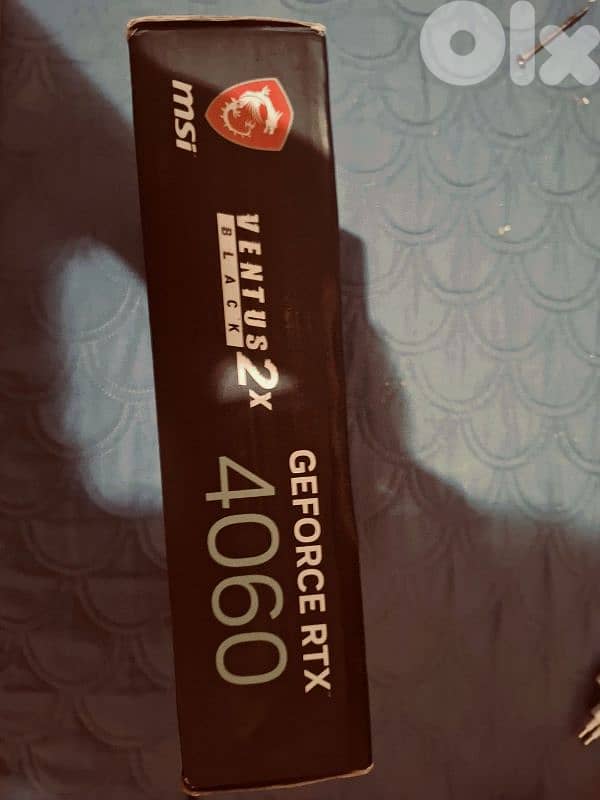 olx
msi
VENTUS 2X
BLACK
GEFORCE RTX
4060